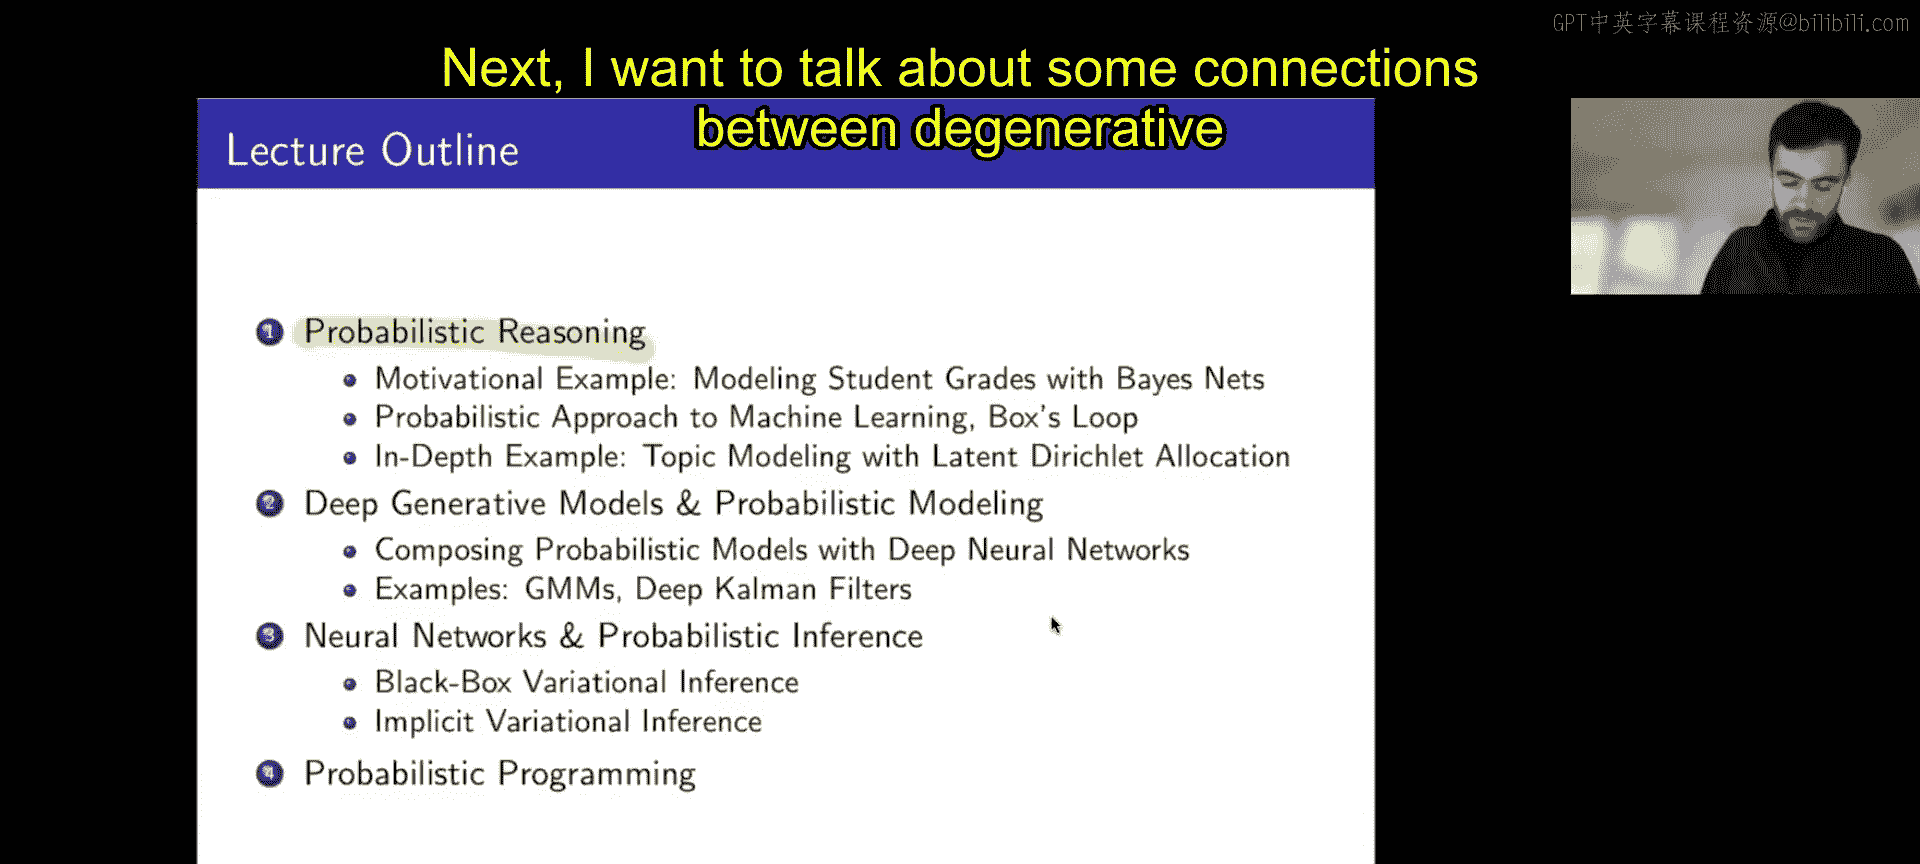 GPT中英字幕课程资源@bilibili.com
Next, I want to talk about some connections
between degenerative
Lecture Outline
1 Probabilistic Reasoning
Motivational Example: Modeling Student Grades with Bayes Nets
Probabilistic Approach to Machine Learning, Box's Loop
In-Depth Example: Topic Modeling with Latent Dirichlet Allocation
2 Deep Generative Models & Probabilistic Modeling
Composing Probabilistic Models with Deep Neural Networks
Examples: GMMs, Deep Kalman Filters
3 Neural Networks & Probabilistic Inference
Black-Box Variational Inference
Implicit Variational Inference
4 Probabilistic Programming